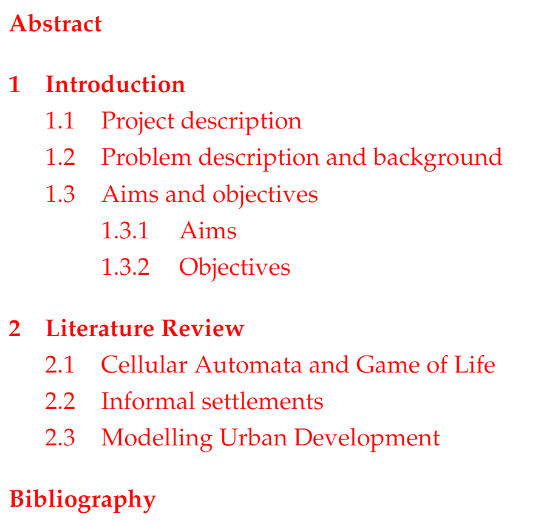 Abstract
1 Introduction
1.1 Project description
1.2 Problem description and background
1.3 Aims and objectives
1.3.1 Aims
1.3.2 Objectives
2 Literature Review
2.1 Cellular Automata and Game of Life
2.2 Informal settlements
2.3 Modelling Urban Development
Bibliography